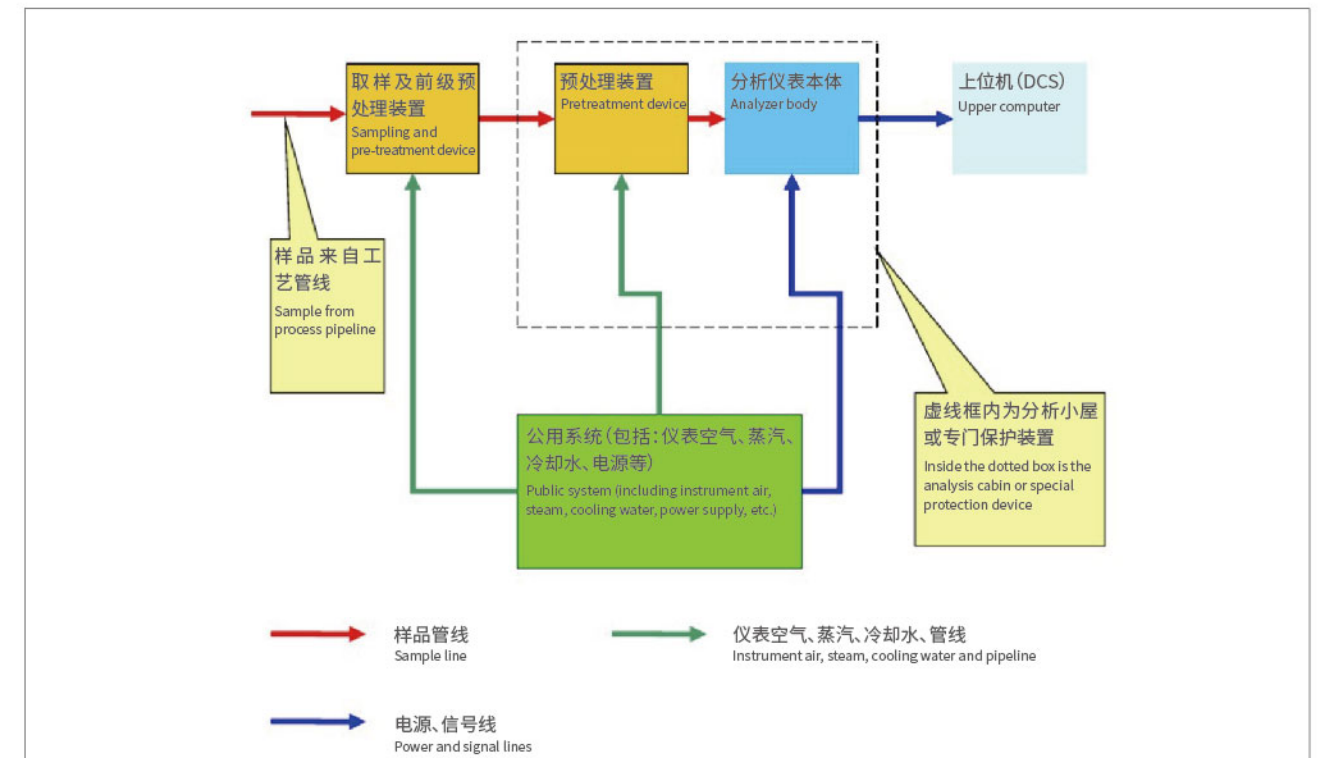 取样及前级预
处理装置
Sampling and
pre-treatment device
预处理装置
Pretreatment device
分析仪表本体
Analyzer body
上位机(DCS)
Upper computer
样品来自工
艺管线
Sample from
process pipeline
公用系统(包括:仪表空气、蒸汽、
冷却水、电源等)
Public system (including instrument air,
steam, cooling water, power supply, etc.)
虚线框内为分析小屋
或专门保护装置
Inside the dotted box is the
analysis cabin or special
protection device
样品管线
Sample line
仪表空气、蒸汽、冷却水、管线
Instrument air, steam, cooling water and pipeline
电源、信号线
Power and signal lines